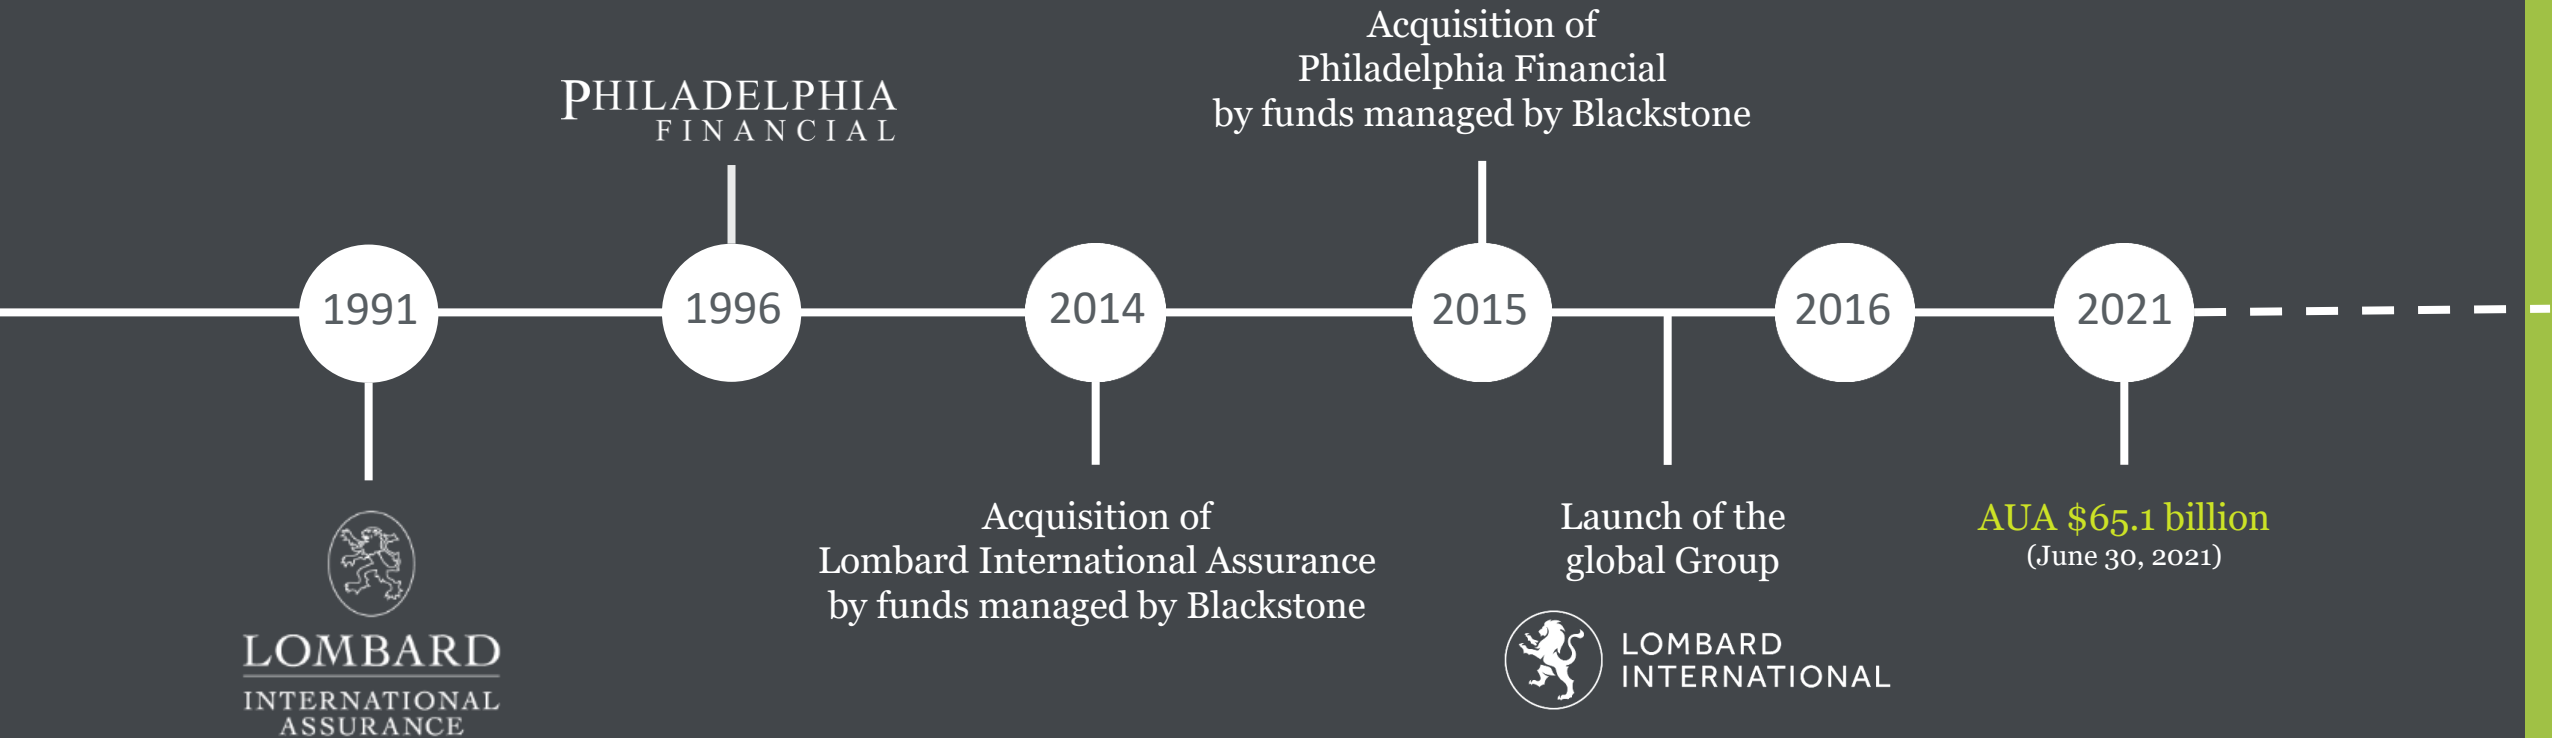 Acquisition of
Philadelphia Financial
by funds managed by Blackstone
PHILADELPHIA
FINANCIAL
1991
1996
2014
2015
2016
2021
Acquisition of
Lombard International Assurance
by funds managed by Blackstone
Launch of the
global Group
AUA $65.1 billion
(June 30, 2021)
LOMBARD
INTERNATIONAL
ASSURANCE
LOMBARD
INTERNATIONAL